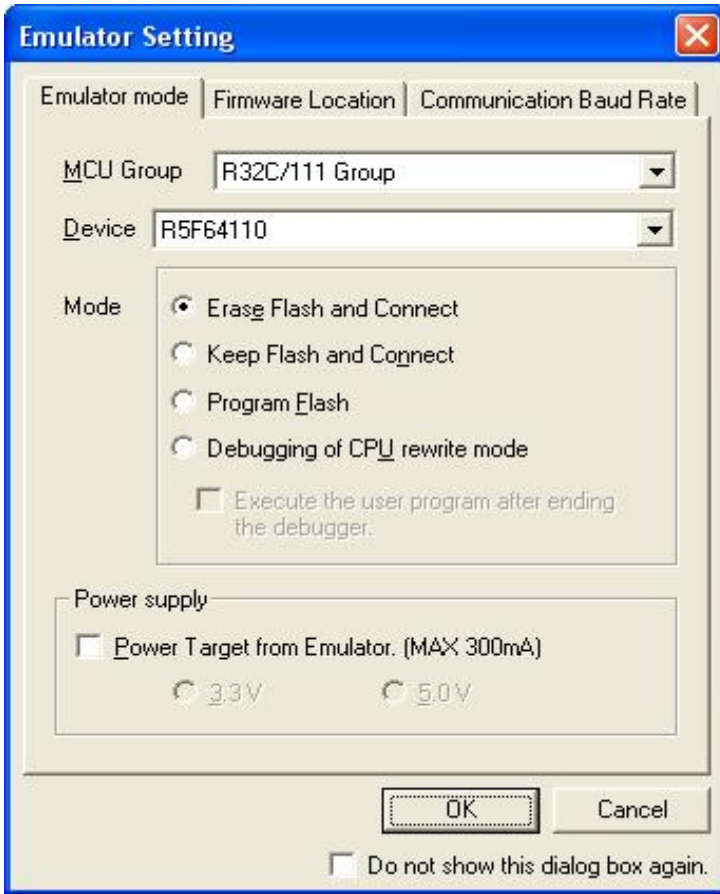 Emulator Setting
Emulator mode Firmware Location Communication Baud Rate
MCU Group R32C/111 Group
Device R5F64110
Mode
Erase Flash and Connect
Keep Flash and Connect
Program Flash
Debugging of CPU rewrite mode
Execute the user program after ending
the debugger.
Power supply
Power Target from Emulator. (MAX 300mA)
3.3 V 5.0 V
OK Cancel
Do not show this dialog box again.